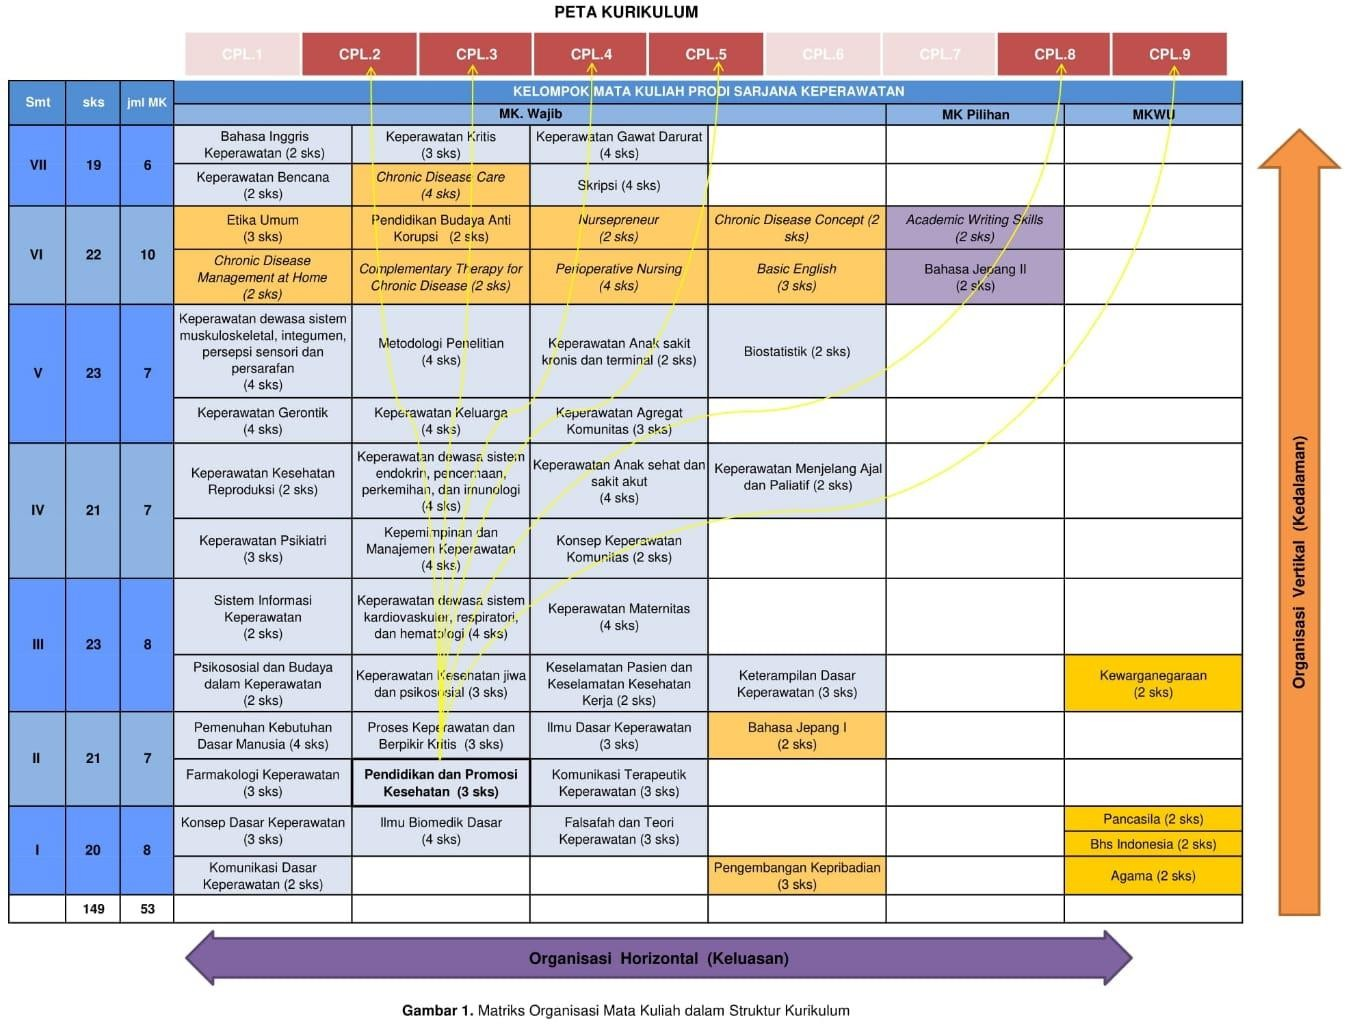 PETA KURIKULUM
CPL.1 CPL.2 CPL.3 CPL.4 CPL.5 CPL.6 CPL.7 CPL.8 CPL.9
Smt sks jml MK
KELOMPOK MATA KULIAH PRODI SARJANA KEPERAWATAN
MK. Wajib MK Pilihan MKWU
VII 19 6
Bahasa Inggris
Keperawatan (2 sks)
Keperawatan Kritis
(3 sks)
Keperawatan Gawat Darurat
(4 sks)
Keperawatan Bencana
(2 sks)
Chronic Disease Care
(4 sks)
Skripsi (4 sks)
VI 22 10
Etika Umum
(3 sks)
Pendidikan Budaya Anti
Korupsi (2 sks)
Nursepreneur
(2 sks)
Chronic Disease Concept (2
sks)
Academic Writing Skills
(2 sks)
Chronic Disease
Management at Home
(2 sks)
Complementary Therapy for
Chronic Disease (2 sks)
Perioperative Nursing
(4 sks)
Basic English
(3 sks)
Bahasa Jepang II
(2 sks)
V 23 7
Keperawatan dewasa sistem
muskuloskeletal, integumen,
persepsi sensori dan
persarafan
(4 sks)
Metodologi Penelitian
(4 sks)
Keperawatan Anak sakit
kronis dan terminal (2 sks)
Biostatistik (2 sks)
Keperawatan Gerontik
(4 sks)
Keperawatan Keluarga
(4 sks)
Keperawatan Agregat
Komunitas (3 sks)
IV 21 7
Keperawatan Kesehatan
Reproduksi (2 sks)
Keperawatan dewasa sistem
endokrin, pencernaan,
perkemihan, dan imunologi
(4 sks)
Keperawatan Anak sehat dan
sakit akut
(4 sks)
Keperawatan Menjelang Ajal
dan Paliatif (2 sks)
Keperawatan Psikiatri
(3 sks)
Kepemimpinan dan
Manajemen Keperawatan
(4 sks)
Konsep Keperawatan
Komunitas (2 sks)
III 23 8
Sistem Informasi
Keperawatan
(2 sks)
Keperawatan dewasa sistem
kardiovaskuler, respiratori,
dan hematologi (4 sks)
Keperawatan Maternitas
(4 sks)
Psikososial dan Budaya
dalam Keperawatan
(2 sks)
Keperawatan Kesehatan jiwa
dan psikososial (3 sks)
Keselamatan Pasien dan
Keselamatan Kesehatan
Kerja (2 sks)
Keterampilan Dasar
Keperawatan (3 sks)
Kewarganegaraan
(2 sks)
II 21 7
Pemenuhan Kebutuhan
Dasar Manusia (4 sks)
Proses Keperawatan dan
Berpikir Kritis (3 sks)
Ilmu Dasar Keperawatan
(3 sks)
Bahasa Jepang I
(2 sks)
Farmakologi Keperawatan
(3 sks)
Pendidikan dan Promosi
Kesehatan (3 sks)
Komunikasi Terapeutik
Keperawatan (3 sks)
I 20 8
Konsep Dasar Keperawatan
(3 sks)
Ilmu Biomedik Dasar
(4 sks)
Falsafah dan Teori
Keperawatan (3 sks)
Pancasila (2 sks)
Bhs Indonesia (2 sks)
Komunikasi Dasar
Keperawatan (2 sks)
Pengembangan Kepribadian
(3 sks)
Agama (2 sks)
149 53
Organisasi Vertikal (Kedalaman)
Organisasi Horizontal (Keluasan)
Gambar 1. Matriks Organisasi Mata Kuliah dalam Struktur Kurikulum